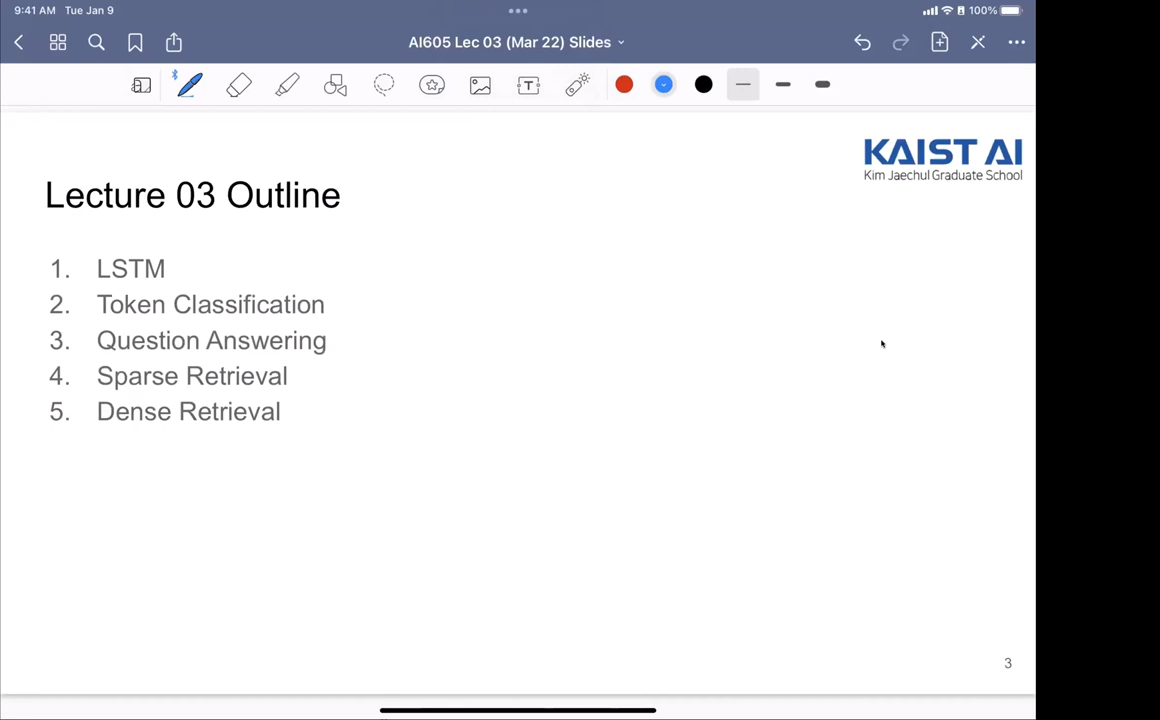 9:41 AM Tue Jan 9
100%
AI605 Lec 03 (Mar 22) Slides
T
KAIST AI
Kim Jaechul Graduate School
Lecture 03 Outline
1. LSTM
2. Token Classification
3. Question Answering
4. Sparse Retrieval
5. Dense Retrieval
3